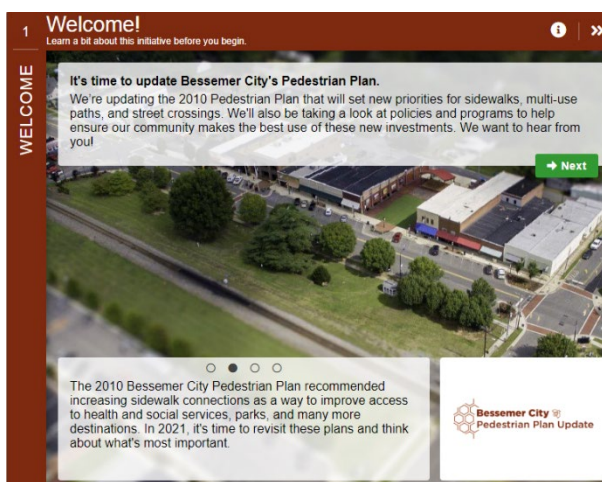 1
Welcome!
Learn a bit about this initiative before you begin.
WELCOME
It's time to update Bessemer City's Pedestrian Plan.
We're updating the 2010 Pedestrian Plan that will set new priorities for sidewalks, multi-use
paths, and street crossings. We'll also be taking a look at policies and programs to help
ensure our community makes the best use of these new investments. We want to hear from
you!
Next
The 2010 Bessemer City Pedestrian Plan recommended
increasing sidewalk connections as a way to improve access
to health and social services, parks, and many more
destinations. In 2021, it's time to revisit these plans and think
about what's most important.
Bessemer City
Pedestrian Plan Update